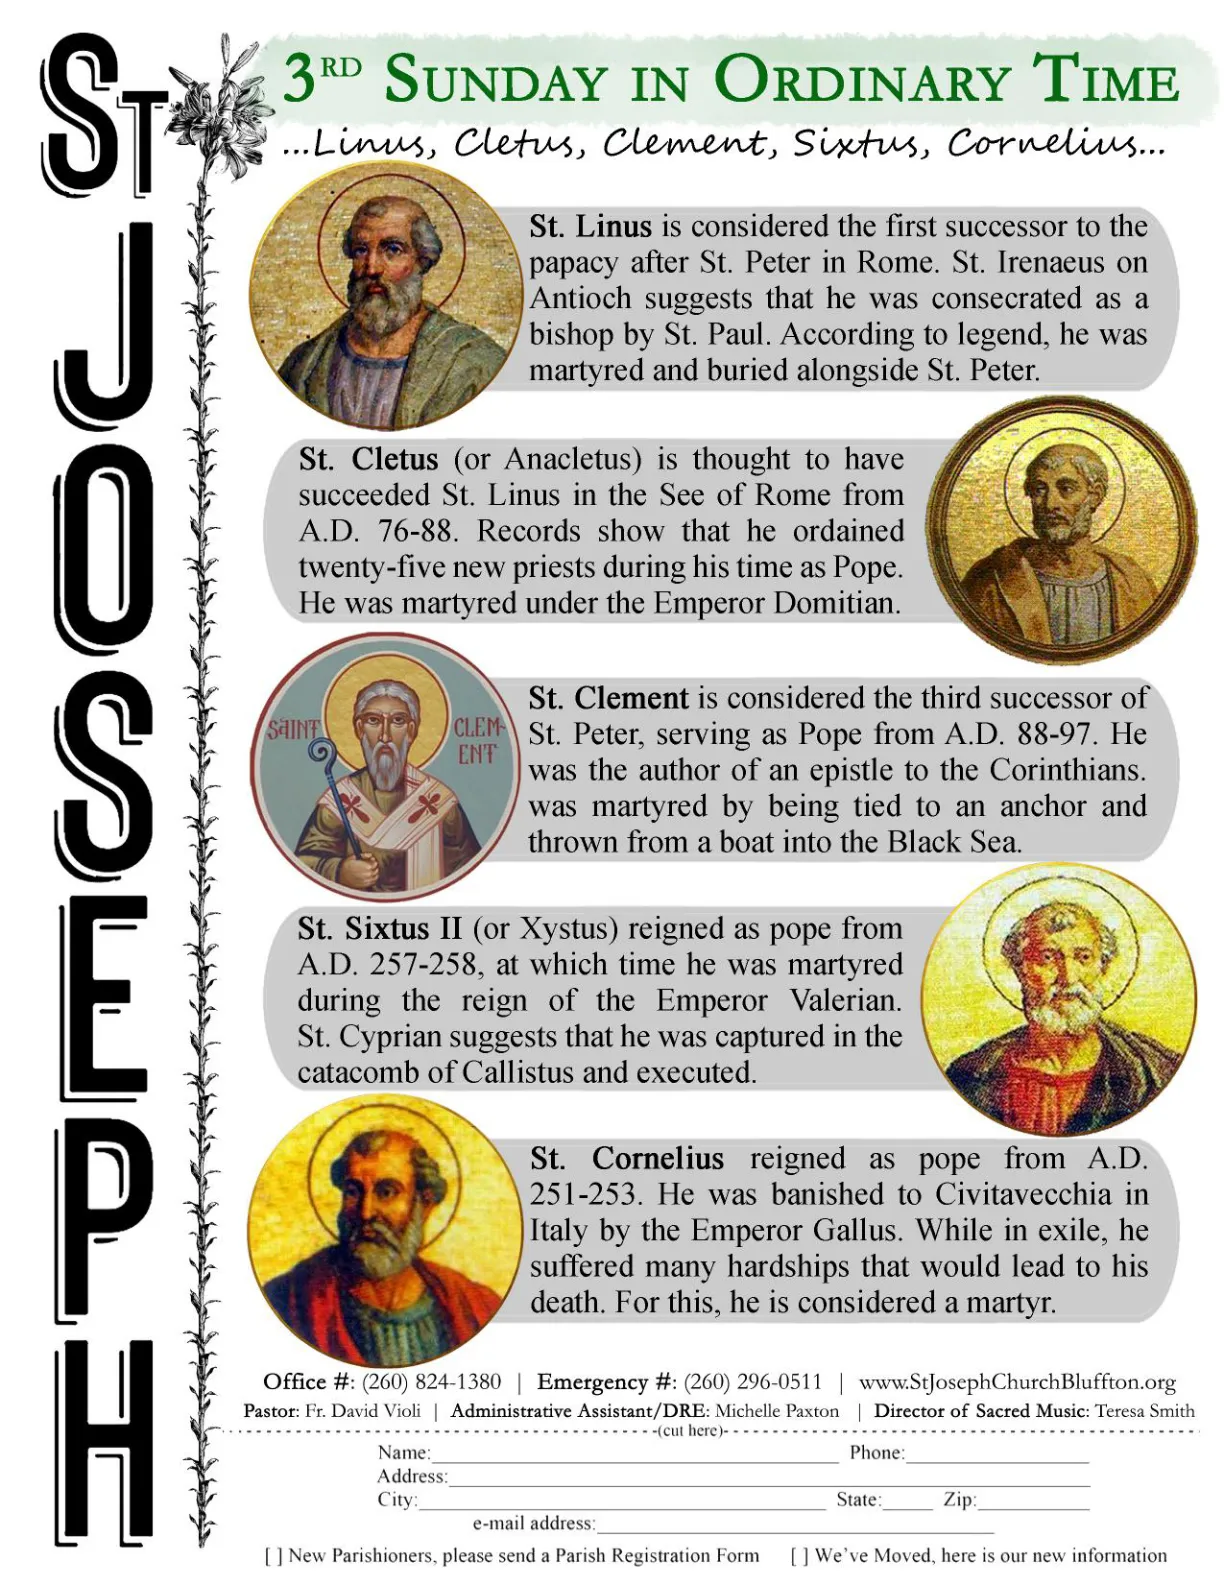 ST JOSEPH
3RD SUNDAY IN ORDINARY TIME
...Linus, Cletus, Clement, Sixtus, Cornelius...
St. Linus is considered the first successor to the
papacy after St. Peter in Rome. St. Irenaeus on
Antioch suggests that he was consecrated as a
bishop by St. Paul. According to legend, he was
martyred and buried alongside St. Peter.
St. Cletus (or Anacletus) is thought to have
succeeded St. Linus in the See of Rome from
A.D. 76-88. Records show that he ordained
twenty-five new priests during his time as Pope.
He was martyred under the Emperor Domitian.
SAINT CLEM-
ENT
St. Clement is considered the third successor of
St. Peter, serving as Pope from A.D. 88-97. He
was the author of an epistle to the Corinthians.
was martyred by being tied to an anchor and
thrown from a boat into the Black Sea.
St. Sixtus II (or Xystus) reigned as pope from
A.D. 257-258, at which time he was martyred
during the reign of the Emperor Valerian.
St. Cyprian suggests that he was captured in the
catacomb of Callistus and executed.
St. Cornelius reigned as pope from A.D.
251-253. He was banished to Civitavecchia in
Italy by the Emperor Gallus. While in exile, he
suffered many hardships that would lead to his
death. For this, he is considered a martyr.
Office #: (260) 824-1380 | Emergency #: (260) 296-0511 | www.StJosephChurchBluffton.org
Pastor: Fr. David Violi | Administrative Assistant/DRE: Michelle Paxton | Director of Sacred Music: Teresa Smith
-(cut here)-
Name: Phone:
Address:
City: State: Zip:
e-mail address:
[ ] New Parishioners, please send a Parish Registration Form [ ] We've Moved, here is our new information